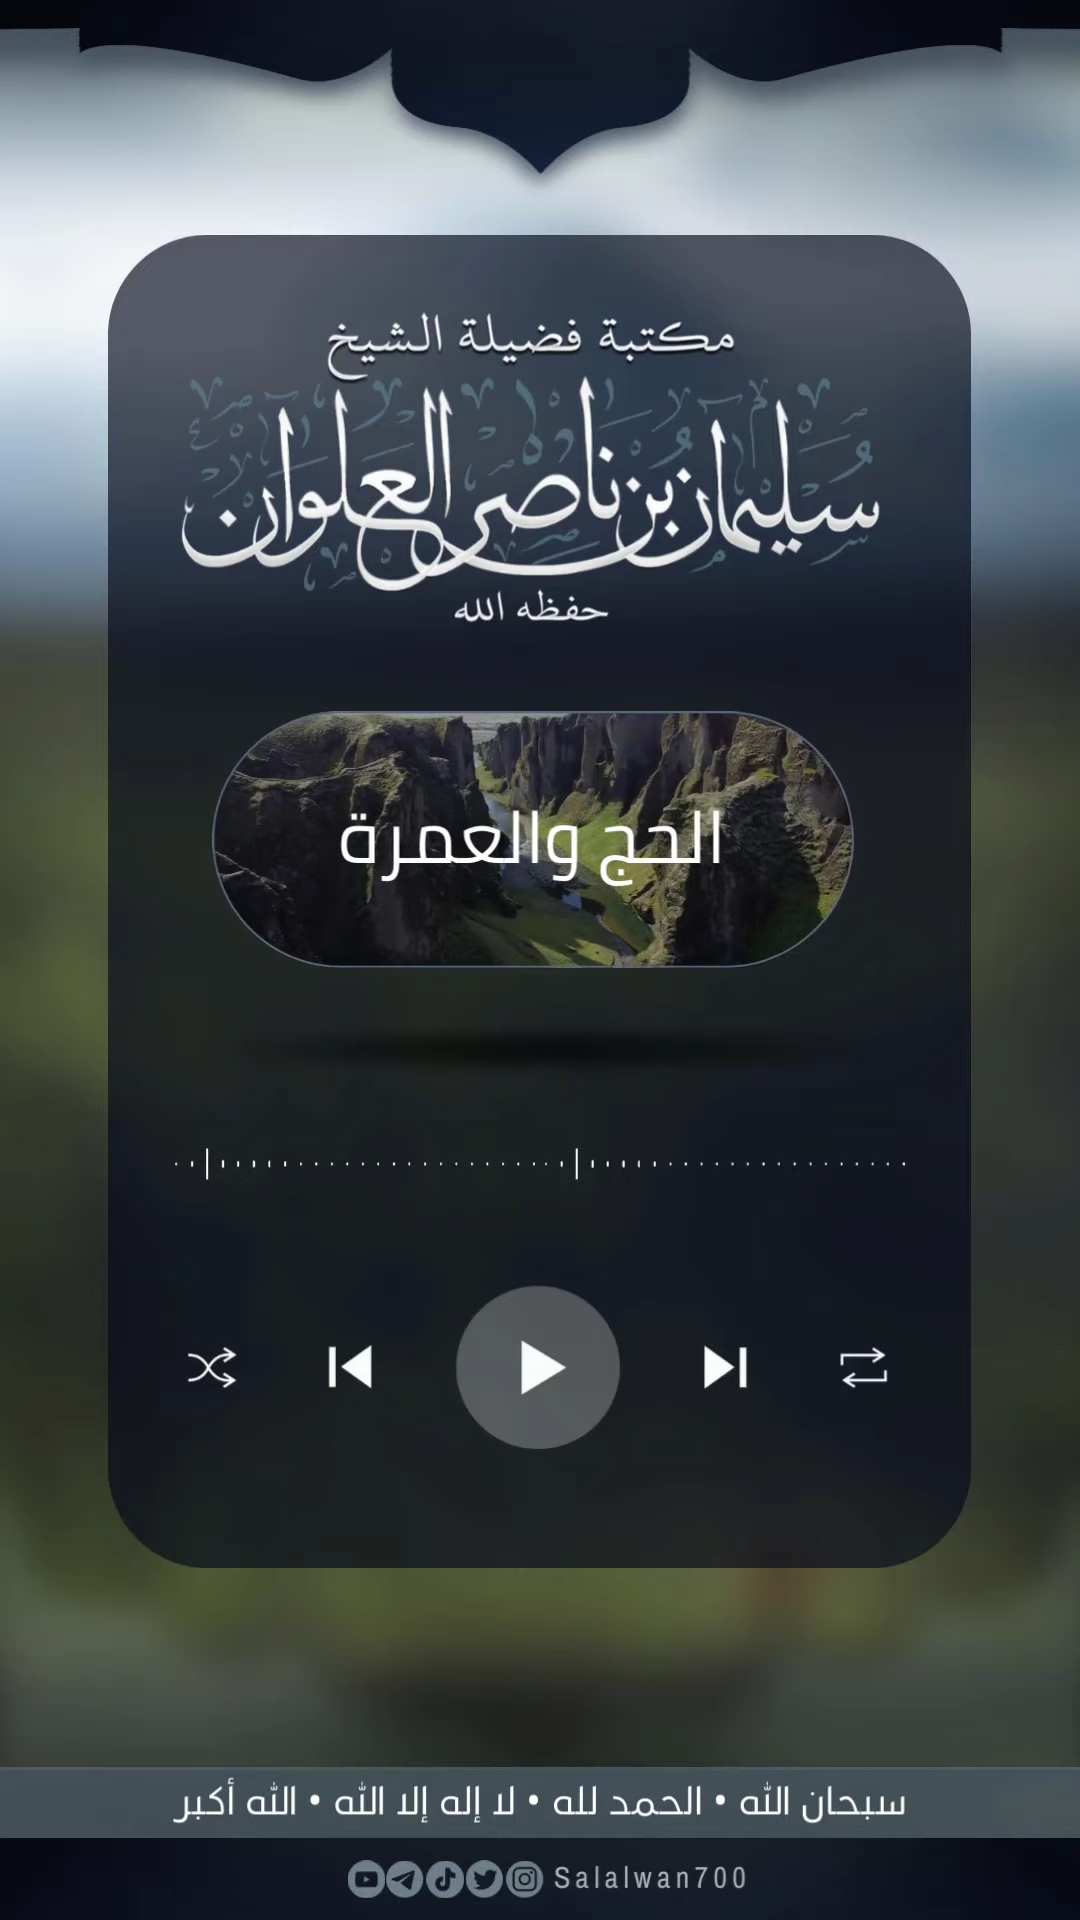 مكتبة فضيلة الشيخ
سليمان بن ناصر العلوان
حفظه الله
الحج والعمرة
سبحان الله • الحمد لله • لا إله إلا الله • الله أكبر
Salalwan700